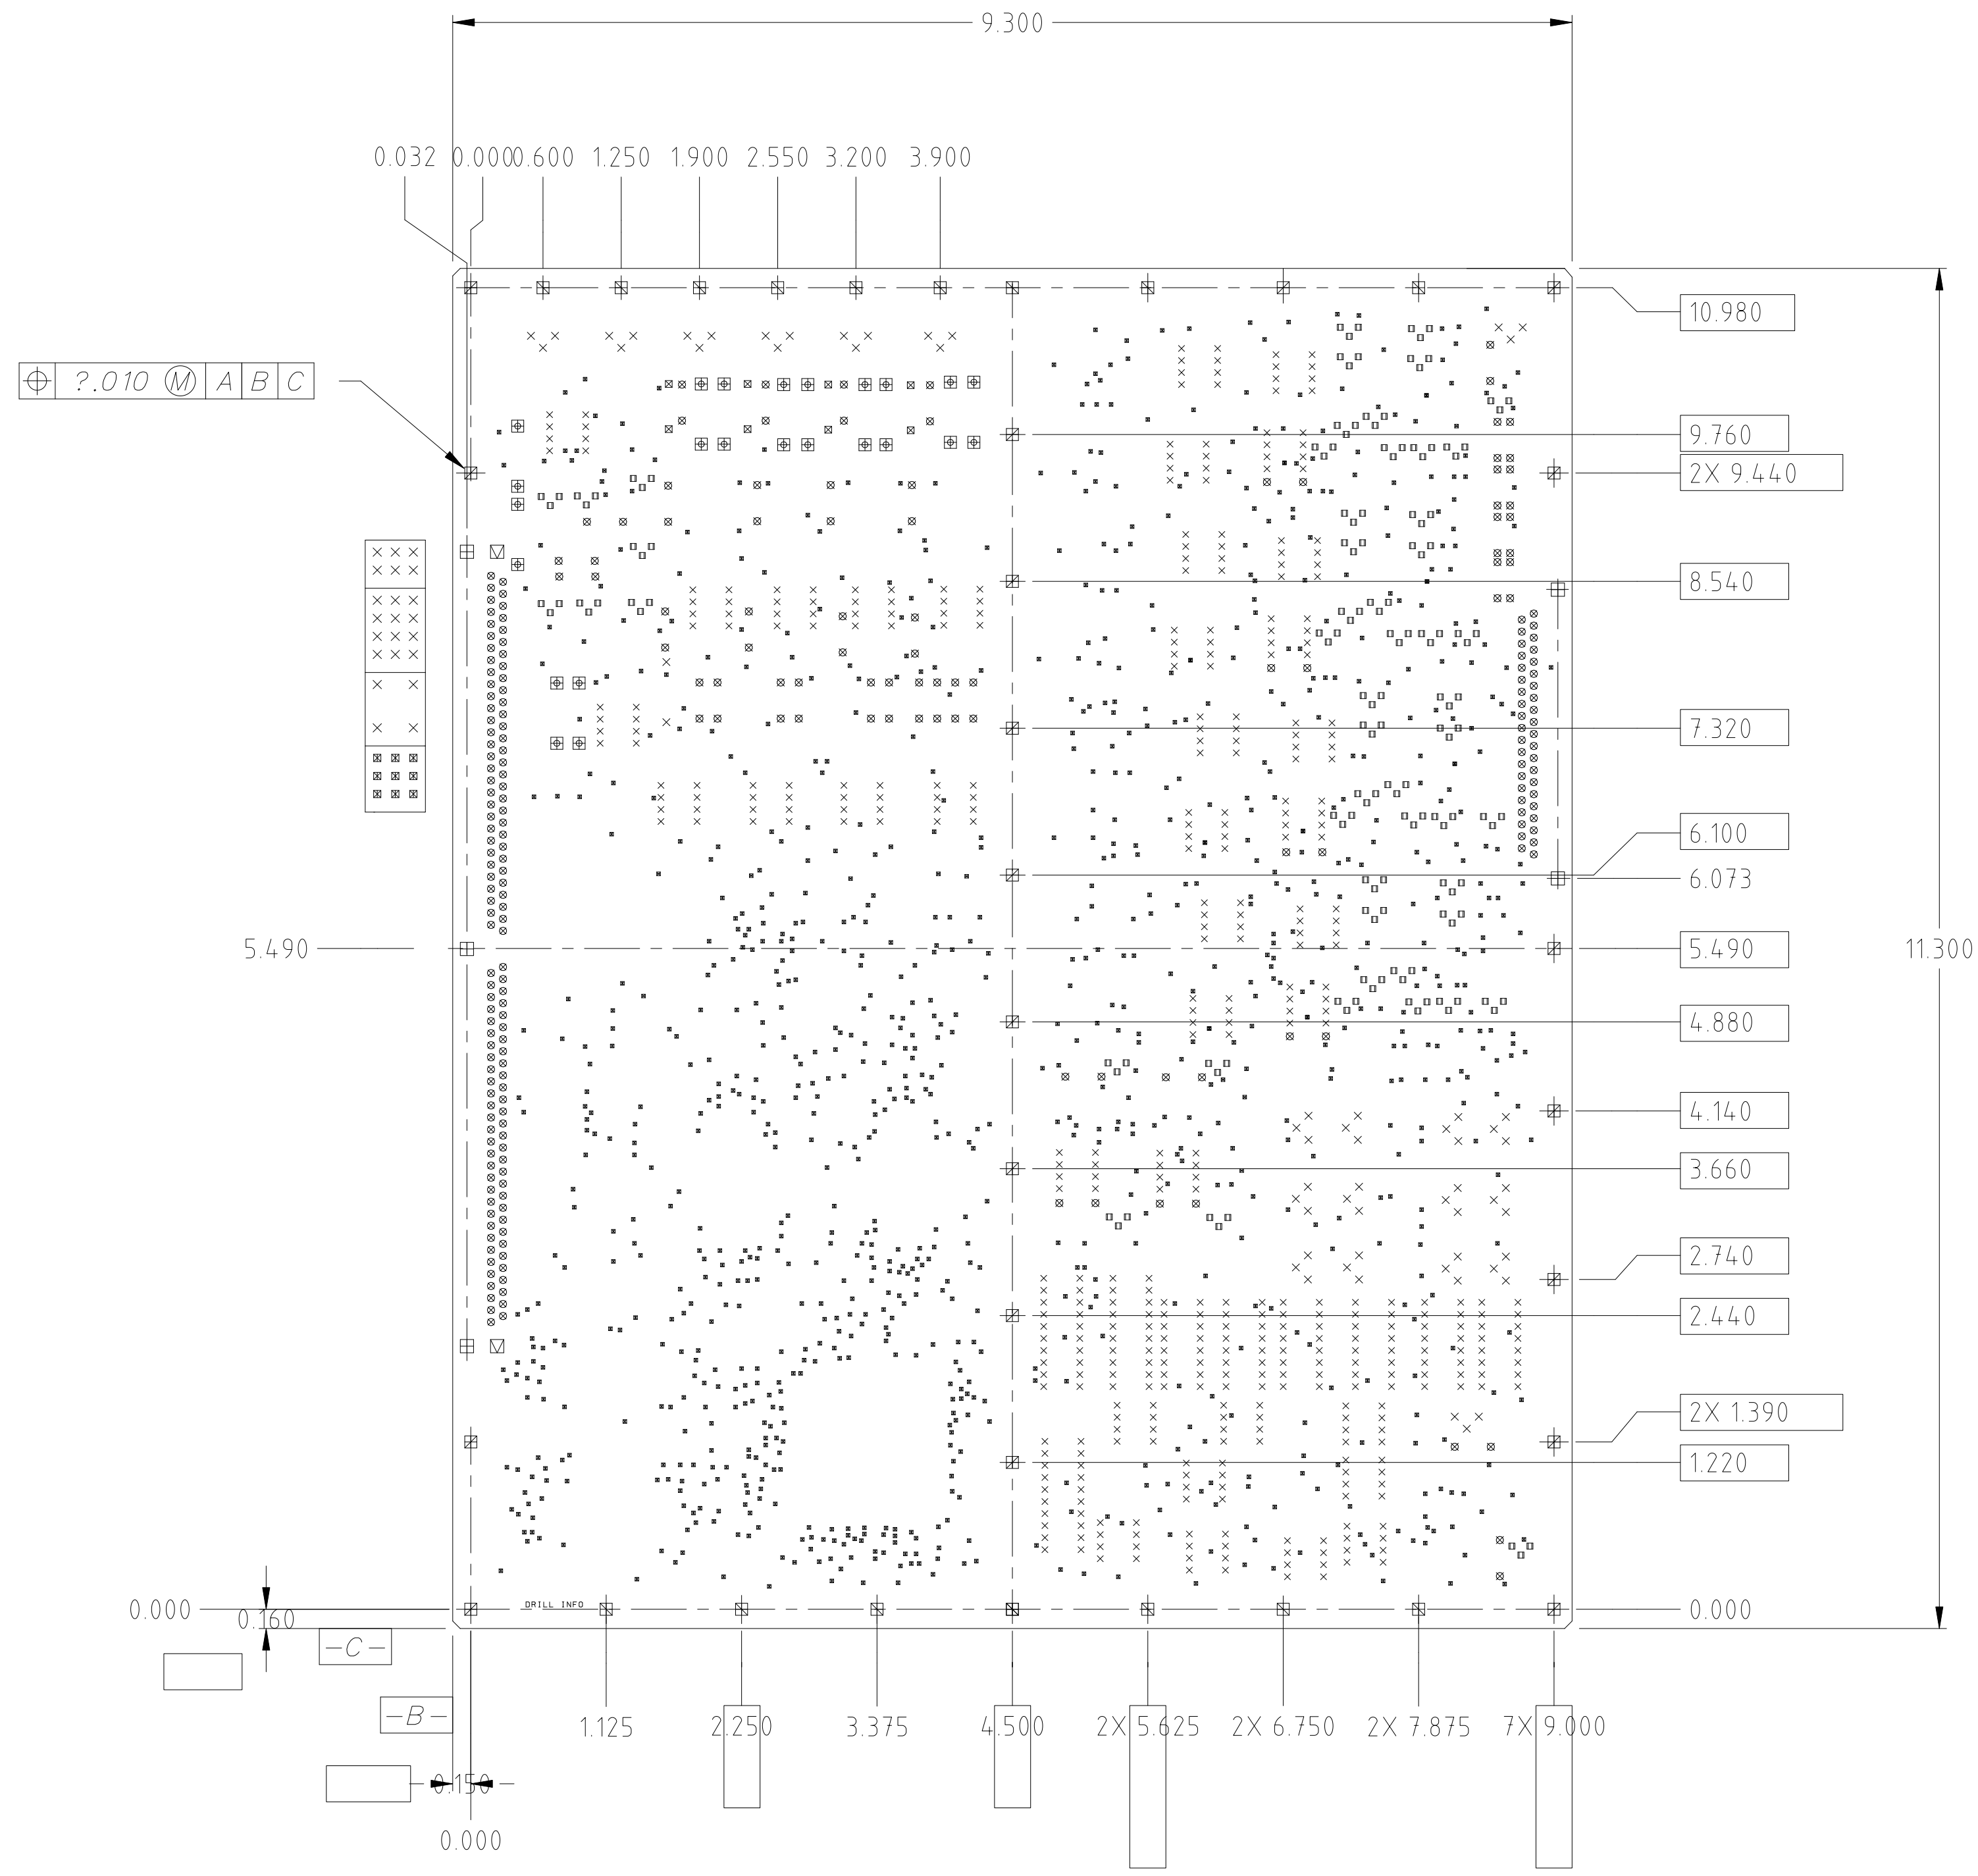 9.300
0.032 0.000 0.600 1.250 1.900 2.550 3.200 3.900
10.980
?.010 Ⓜ A B C
9.760
2X 9.440
8.540
7.320
6.100
6.073
5.490
5.490
11.300
4.880
4.140
3.660
2.740
2.440
2X 1.390
1.220
DRILL INFO
0.000
0.160
0.000
-C-
-B-
1.125 2.250 3.375 4.500 2X 5.625 2X 6.750 2X 7.875 7X 9.000
0.150
0.000